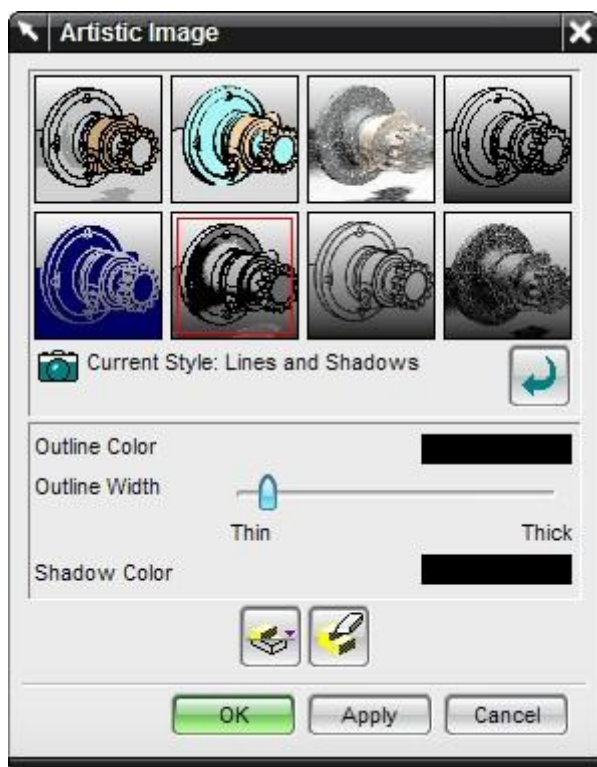 Artistic Image
Current Style: Lines and Shadows
Outline Color
Outline Width
Thin Thick
Shadow Color
OK Apply Cancel